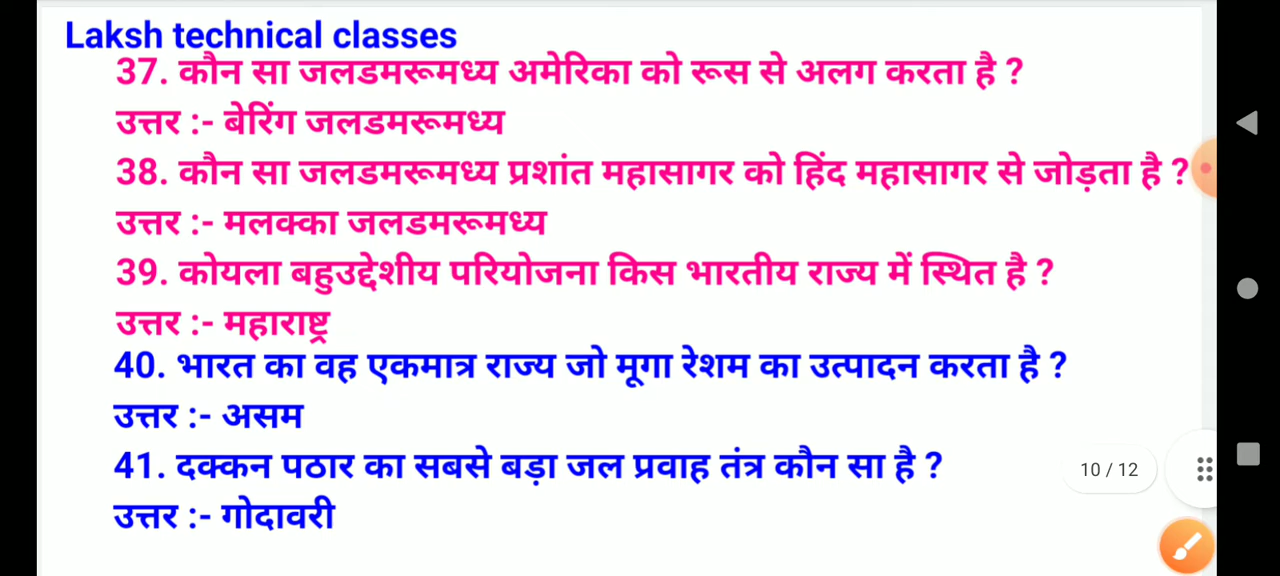 Laksh technical classes
37. कौन सा जलडमरूमध्य अमेरिका को रूस से अलग करता है ?
उत्तर :- बेरिंग जलडमरूमध्य
38. कौन सा जलडमरूमध्य प्रशांत महासागर को हिंद महासागर से जोड़ता है ?
उत्तर :- मलक्का जलडमरूमध्य
39. कोयला बहुउद्देशीय परियोजना किस भारतीय राज्य में स्थित है ?
उत्तर :- महाराष्ट्र
40. भारत का वह एकमात्र राज्य जो मूगा रेशम का उत्पादन करता है ?
उत्तर :- असम
41. दक्कन पठार का सबसे बड़ा जल प्रवाह तंत्र कौन सा है ?
10 / 12
उत्तर :- गोदावरी